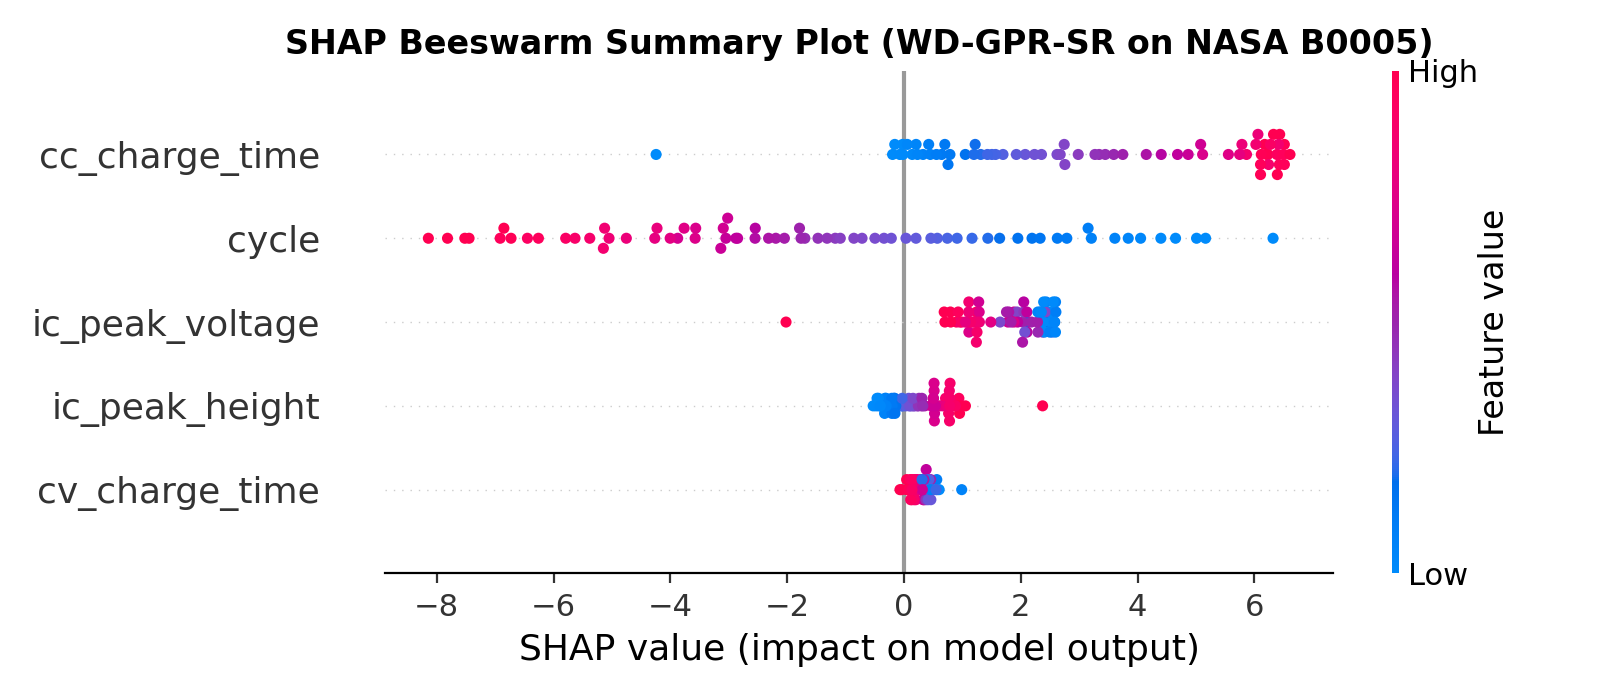 SHAP Beeswarm Summary Plot (WD-GPR-SR on NASA B0005)
High
cc_charge_time
cycle
ic_peak_voltage
ic_peak_height
cv_charge_time
Feature value
Low
−8 −6 −4 −2 0 2 4 6
SHAP value (impact on model output)